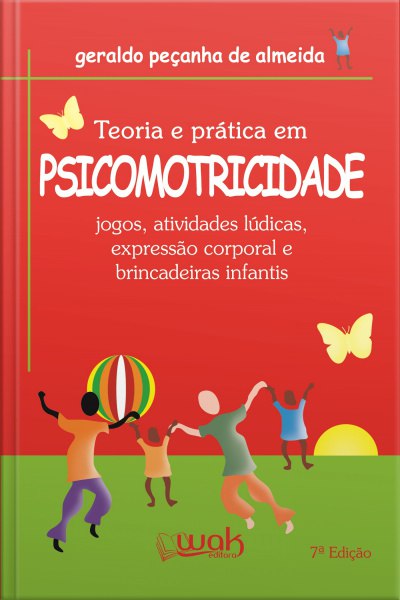 geraldo peçanha de almeida
Teoria e prática em
PSICOMOTRICIDADE
jogos, atividades lúdicas,
expressão corporal e
brincadeiras infantis
wak
editora
7ª Edição